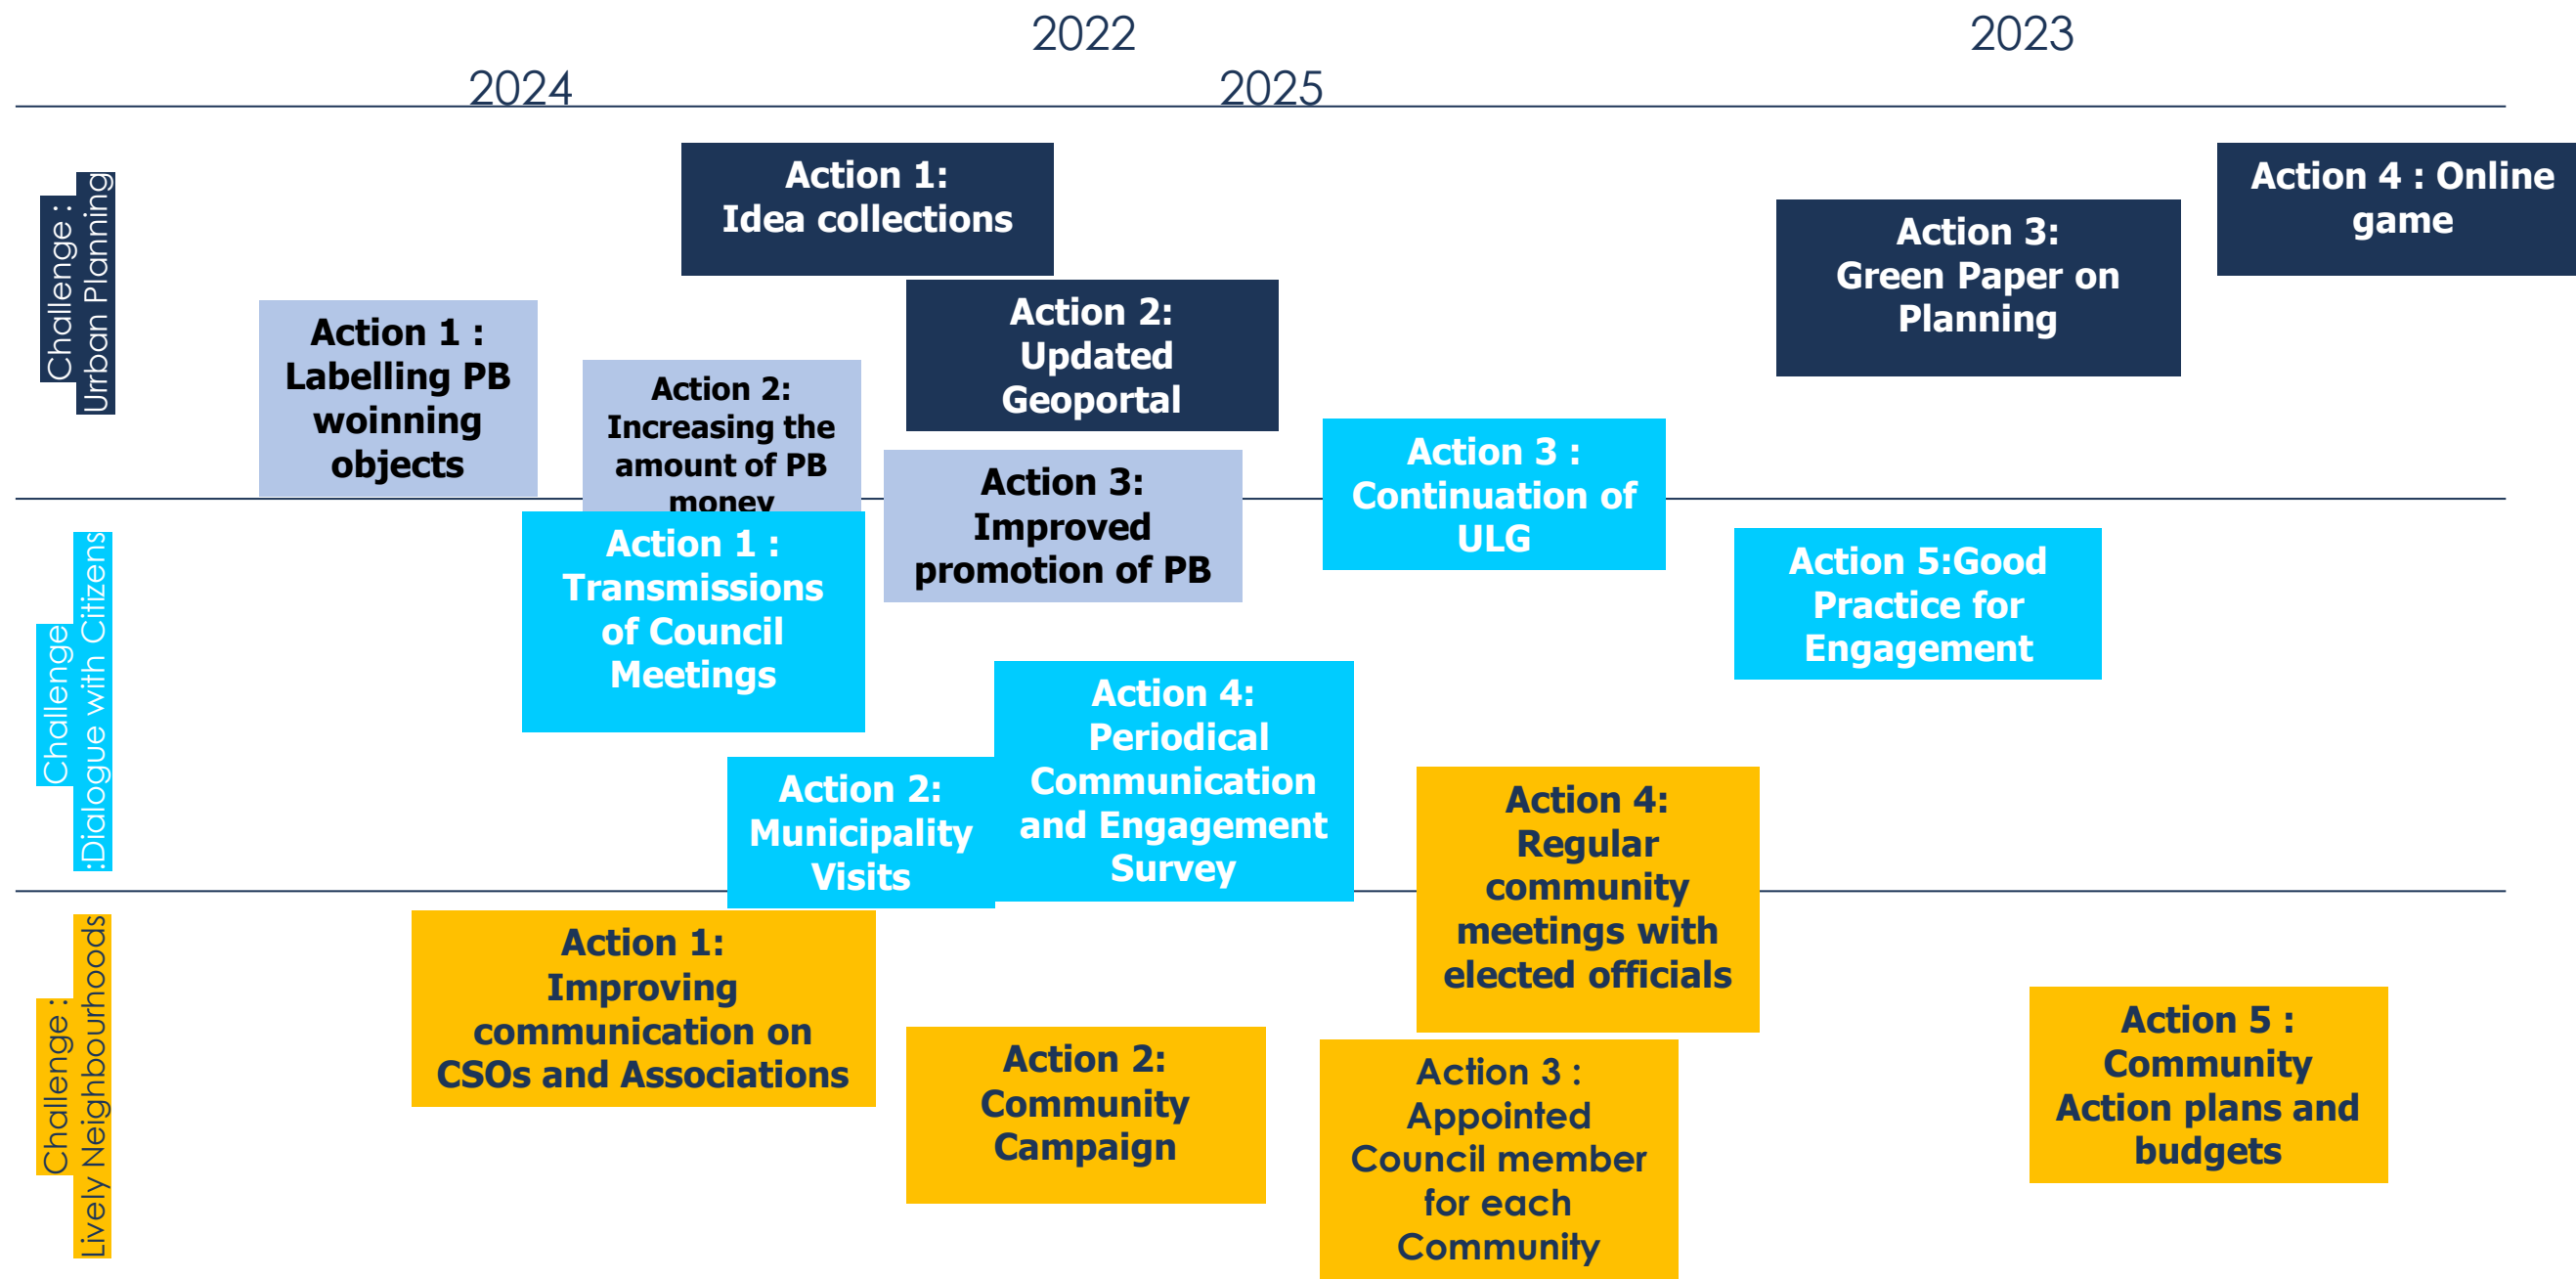 2022
2023
2024
2025
Challenge :
Urrban Planning
Action 1:
Idea collections
Action 2:
Updated
Geoportal
Action 3:
Green Paper on
Planning
Action 4 : Online
game
Action 1 :
Labelling PB
woinning
objects
Action 2:
Increasing the
amount of PB
money
Action 3:
Improved
promotion of PB
Challenge
:Dialogue with Citizens
Action 1 :
Transmissions
of Council
Meetings
Action 2:
Municipality
Visits
Action 3 :
Continuation of
ULG
Action 4:
Periodical
Communication
and Engagement
Survey
Action 5:Good
Practice for
Engagement
Challenge :
Lively Neighbourhoods
Action 1:
Improving
communication on
CSOs and Associations
Action 2:
Community
Campaign
Action 3 :
Appointed
Council member
for each
Community
Action 4:
Regular
community
meetings with
elected officials
Action 5 :
Community
Action plans and
budgets